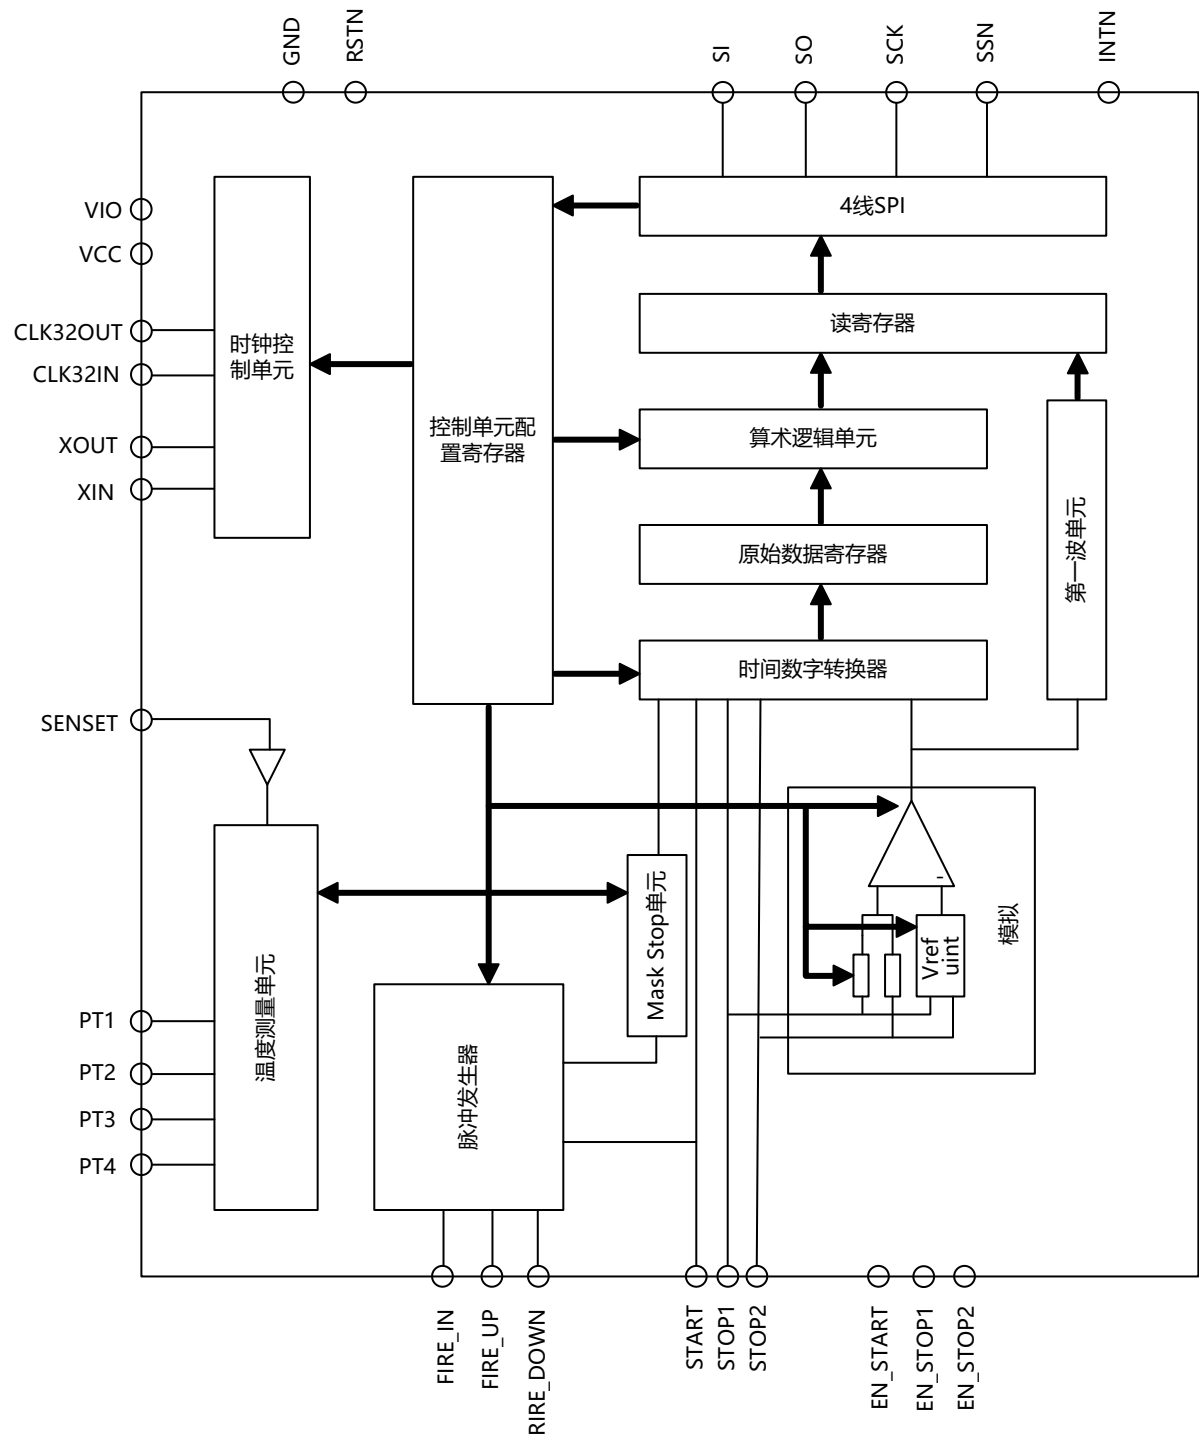 GND
RSTN
SI
SO
SCK
SSN
INTN
VIO
VCC
CLK32OUT
CLK32IN
XOUT
XIN
时钟控
制单元
控制单元配
置寄存器
4线SPI
读寄存器
算术逻辑单元
原始数据寄存器
时间数字转换器
第一波单元
SENSET
温度测量单元
PT1
PT2
PT3
PT4
脉冲发生器
Mask Stop单元
-
Vref
uint
模拟
FIRE_IN
FIRE_UP
RIRE_DOWN
START
STOP1
STOP2
EN_START
EN_STOP1
EN_STOP2